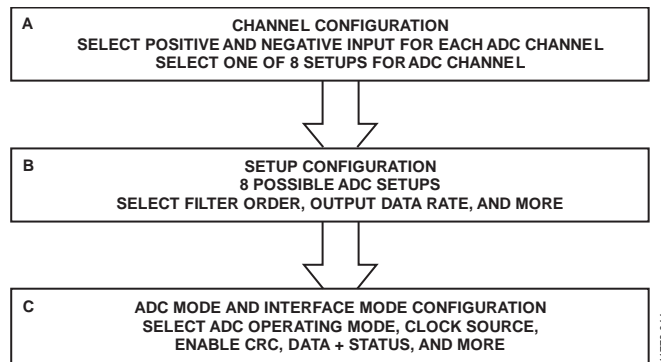 A
CHANNEL CONFIGURATION
SELECT POSITIVE AND NEGATIVE INPUT FOR EACH ADC CHANNEL
SELECT ONE OF 8 SETUPS FOR ADC CHANNEL
B
SETUP CONFIGURATION
8 POSSIBLE ADC SETUPS
SELECT FILTER ORDER, OUTPUT DATA RATE, AND MORE
C
ADC MODE AND INTERFACE MODE CONFIGURATION
SELECT ADC OPERATING MODE, CLOCK SOURCE,
ENABLE CRC, DATA + STATUS, AND MORE